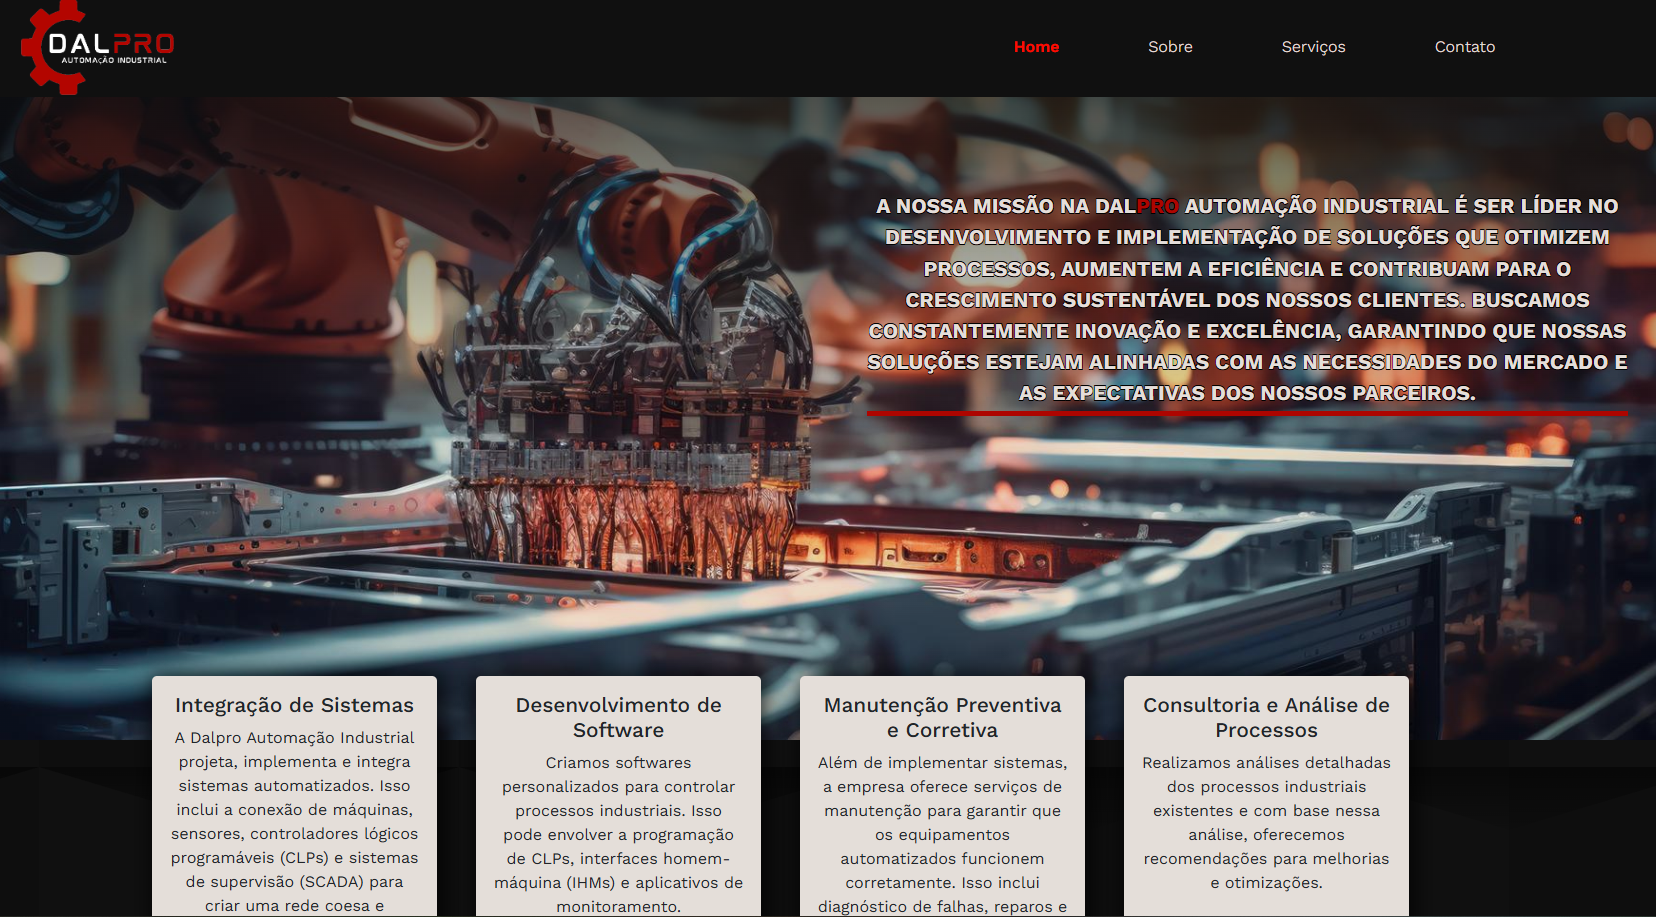 DALPRO
AUTOMAÇÃO INDUSTRIAL
Home
Sobre
Serviços
Contato
A NOSSA MISSÃO NA DALPRO AUTOMAÇÃO INDUSTRIAL É SER LÍDER NO
DESENVOLVIMENTO E IMPLEMENTAÇÃO DE SOLUÇÕES QUE OTIMIZEM
PROCESSOS, AUMENTEM A EFICIÊNCIA E CONTRIBUAM PARA O
CRESCIMENTO SUSTENTÁVEL DOS NOSSOS CLIENTES. BUSCAMOS
CONSTANTEMENTE INOVAÇÃO E EXCELÊNCIA, GARANTINDO QUE NOSSAS
SOLUÇÕES ESTEJAM ALINHADAS COM AS NECESSIDADES DO MERCADO E
AS EXPECTATIVAS DOS NOSSOS PARCEIROS.
Integração de Sistemas
A Dalpro Automação Industrial
projeta, implementa e integra
sistemas automatizados. Isso
inclui a conexão de máquinas,
sensores, controladores lógicos
programáveis (CLPs) e sistemas
de supervisão (SCADA) para
criar uma rede coesa e
Desenvolvimento de
Software
Criamos softwares
personalizados para controlar
processos industriais. Isso
pode envolver a programação
de CLPs, interfaces homem-
máquina (IHMs) e aplicativos de
monitoramento.
Manutenção Preventiva
e Corretiva
Além de implementar sistemas,
a empresa oferece serviços de
manutenção para garantir que
os equipamentos
automatizados funcionem
corretamente. Isso inclui
diagnóstico de falhas, reparos e
Consultoria e Análise de
Processos
Realizamos análises detalhadas
dos processos industriais
existentes e com base nessa
análise, oferecemos
recomendações para melhorias
e otimizações.